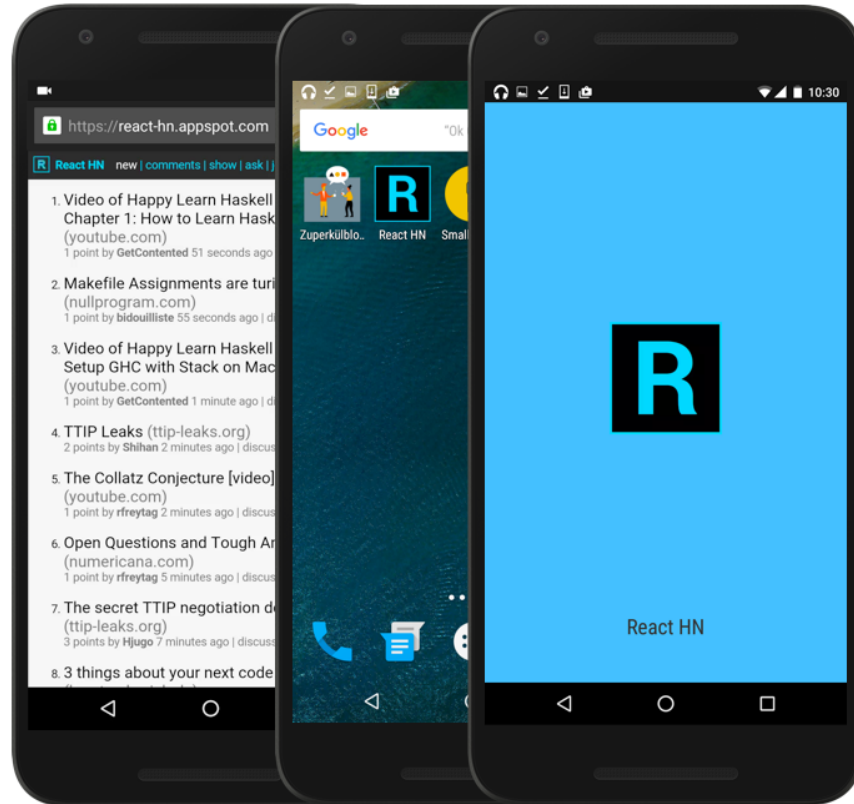 https://react-hn.appspot.com
R React HN new | comments | show | ask |
1. Video of Happy Learn Haskell
Chapter 1: How to Learn Hask
(youtube.com)
1 point by GetContented 51 seconds ago
2. Makefile Assignments are turi
(nullprogram.com)
1 point by bidouilliste 55 seconds ago | di
3. Video of Happy Learn Haskell
Setup GHC with Stack on Mac
(youtube.com)
1 point by GetContented 1 minute ago | d
4. TTIP Leaks (ttip-leaks.org)
2 points by Shihan 2 minutes ago | discus
5. The Collatz Conjecture [video]
(youtube.com)
1 point by rfreytag 2 minutes ago | discus
6. Open Questions and Tough Ar
(numericana.com)
1 point by rfreytag 5 minutes ago | discus
7. The secret TTIP negotiation d
(ttip-leaks.org)
3 points by Hjugo 7 minutes ago | discuss
8. 3 things about your next code
Google "Ok
R
Zuperkülblo.. React HN Small
10:30
R
React HN